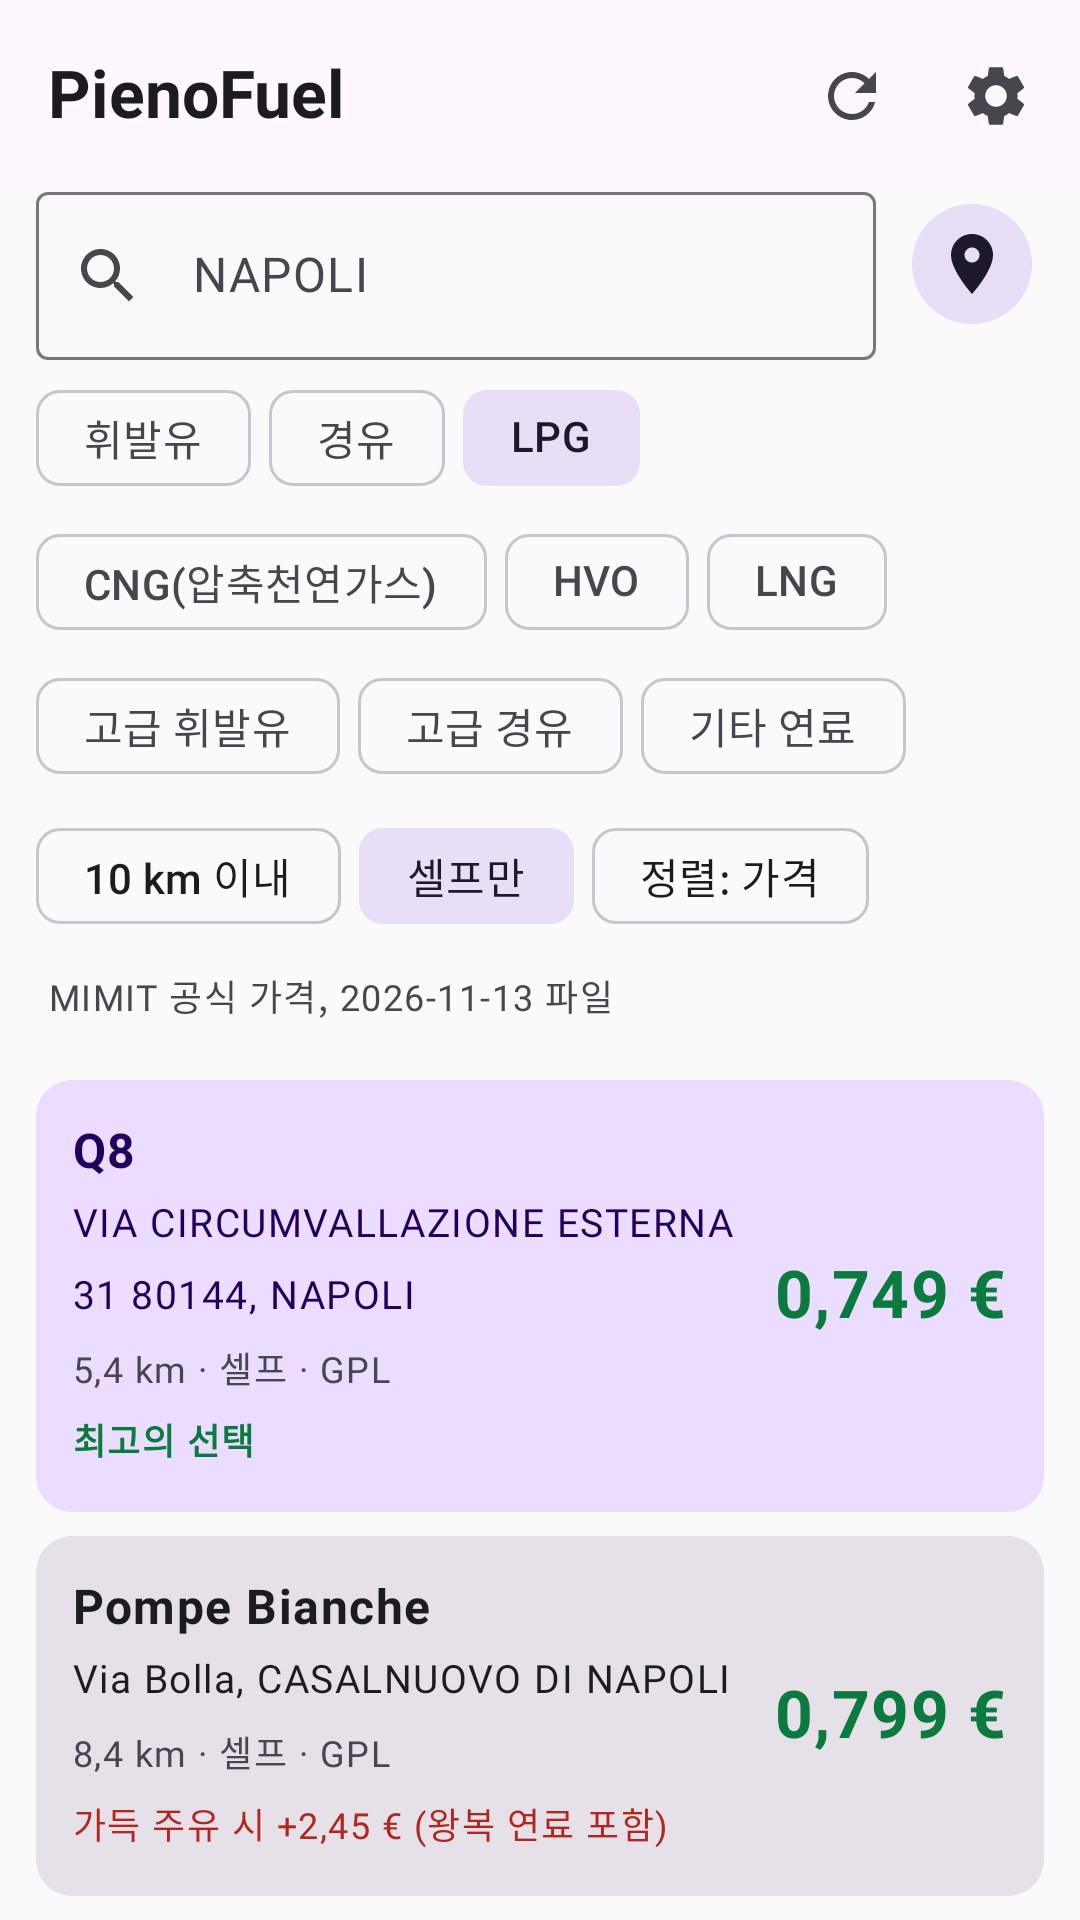 PienoFuel
NAPOLI
휘발유 경유 LPG
CNG(압축천연가스) HVO LNG
고급 휘발유 고급 경유 기타 연료
10 km 이내 셀프만 정렬: 가격
MIMIT 공식 가격, 2026-11-13 파일
Q8
VIA CIRCUMVALLAZIONE ESTERNA
31 80144, NAPOLI
0,749 €
5,4 km · 셀프 · GPL
최고의 선택
Pompe Bianche
Via Bolla, CASALNUOVO DI NAPOLI
0,799 €
8,4 km · 셀프 · GPL
가득 주유 시 +2,45 € (왕복 연료 포함)